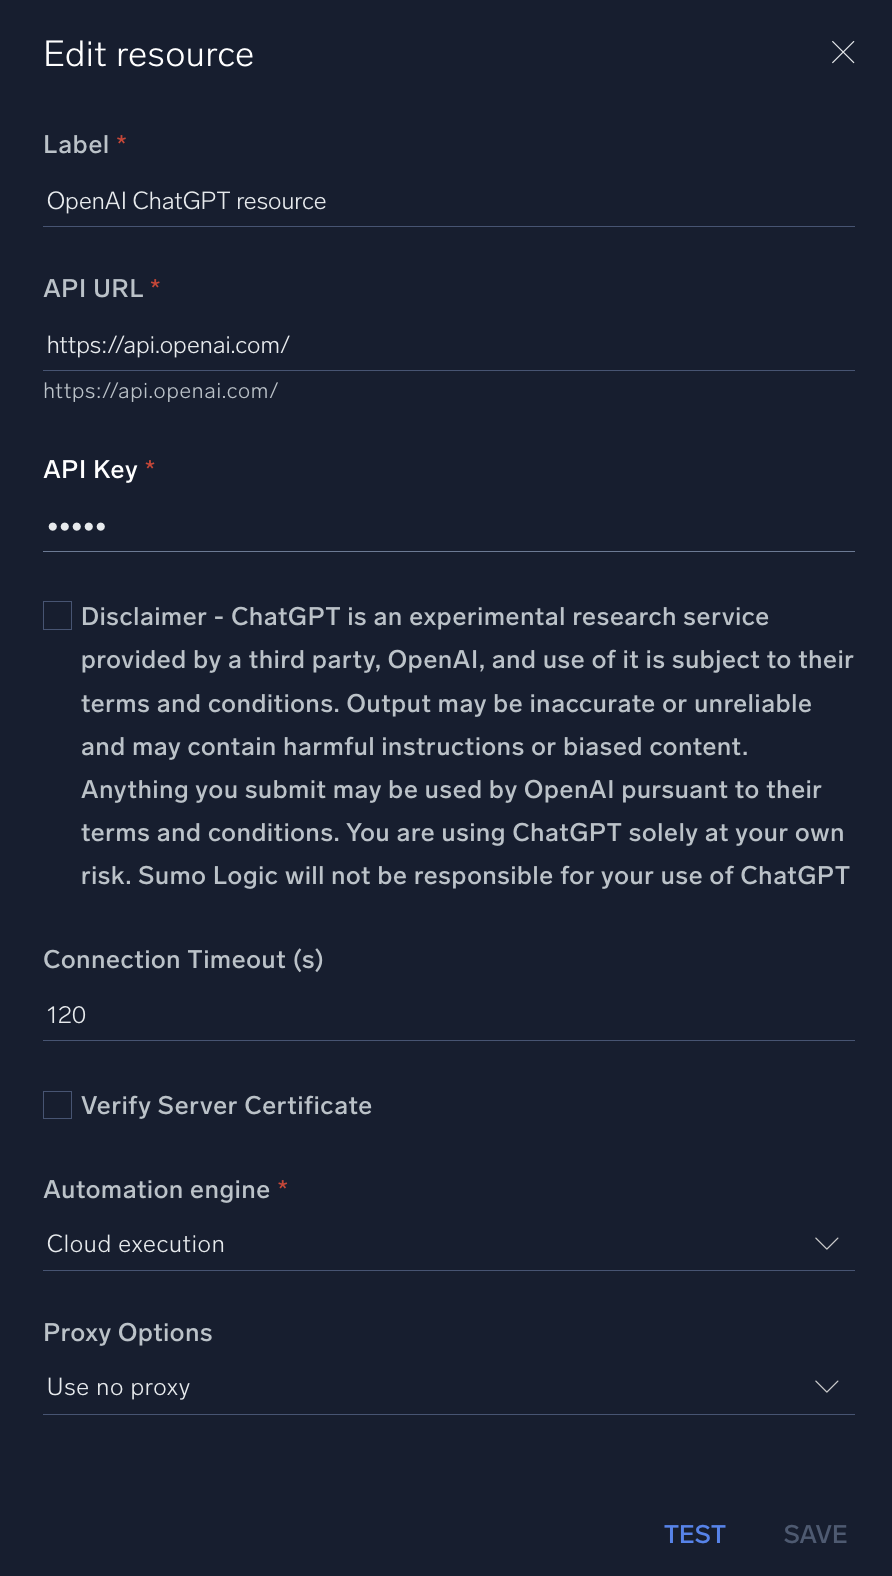 Edit resource
Label *
OpenAI ChatGPT resource
API URL *
https://api.openai.com/
https://api.openai.com/
API Key *
•••••
Disclaimer - ChatGPT is an experimental research service
provided by a third party, OpenAI, and use of it is subject to their
terms and conditions. Output may be inaccurate or unreliable
and may contain harmful instructions or biased content.
Anything you submit may be used by OpenAI pursuant to their
terms and conditions. You are using ChatGPT solely at your own
risk. Sumo Logic will not be responsible for your use of ChatGPT
Connection Timeout (s)
120
Verify Server Certificate
Automation engine *
Cloud execution
Proxy Options
Use no proxy
TEST SAVE